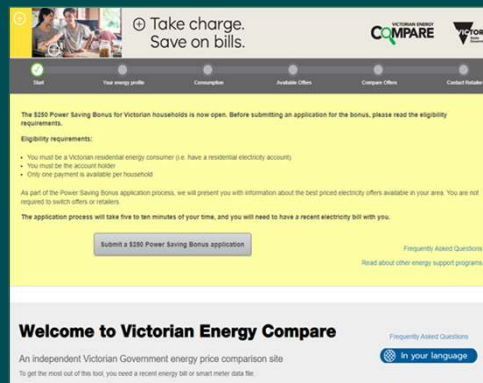 Take charge.
Save on bills.
VICTORIAN ENERGY
COMPARE
VICTOR
State
Start
Your energy profile
Consumption
Available Offers
Compare Offers
Contact Retailer
The $250 Power Saving Bonus for Victorian households is now open. Before submitting an application for the bonus, please read the eligibility
requirements.
Eligibility requirements:
• You must be a Victorian residential energy consumer (i.e. have a residential electricity account)
• You must be the account holder
• Only one payment is available per household
As part of the Power Saving Bonus application process, we will present you with information about the best priced electricity offers available in your area. You are not
required to switch offers or retailers.
The application process will take five to ten minutes of your time, and you will need to have a recent electricity bill with you.
Submit a $250 Power Saving Bonus application
Frequently Asked Questions
Read about other energy support programs
Welcome to Victorian Energy Compare
Frequently Asked Questions
An independent Victorian Government energy price comparison site
In your language
To get the most out of this tool, you need a recent energy bill or smart meter data file.